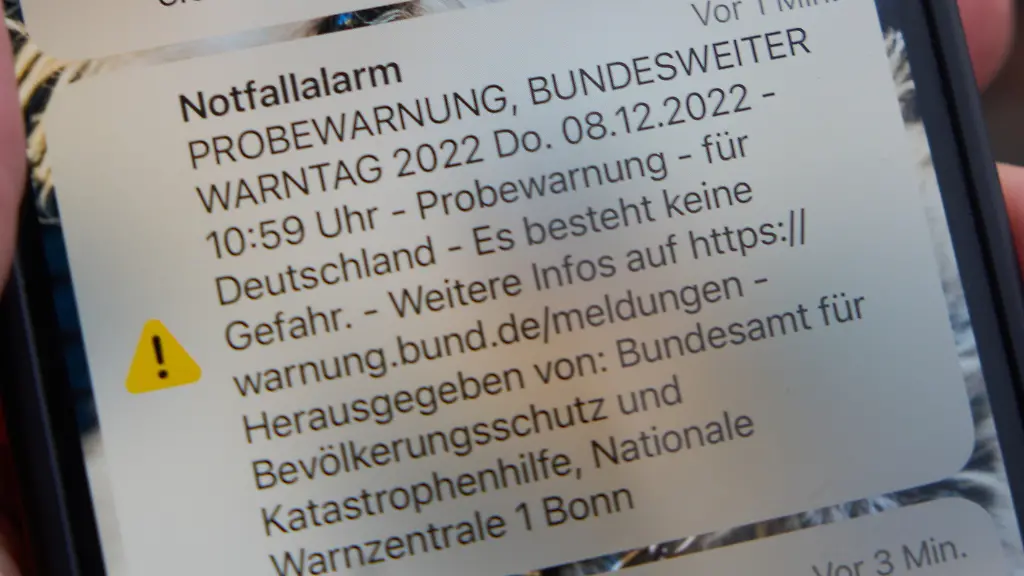 Vor 1 Min.
Notfallalarm
PROBEWARNUNG, BUNDESWEITER
WARNTAG 2022 Do. 08.12.2022 -
10:59 Uhr - Probewarnung - für
Deutschland - Es besteht keine
Gefahr. - Weitere Infos auf https://
warnung.bund.de/meldungen -
Herausgegeben von: Bundesamt für
Bevölkerungsschutz und
Katastrophenhilfe, Nationale
Warnzentrale 1 Bonn
Vor 3 Min.